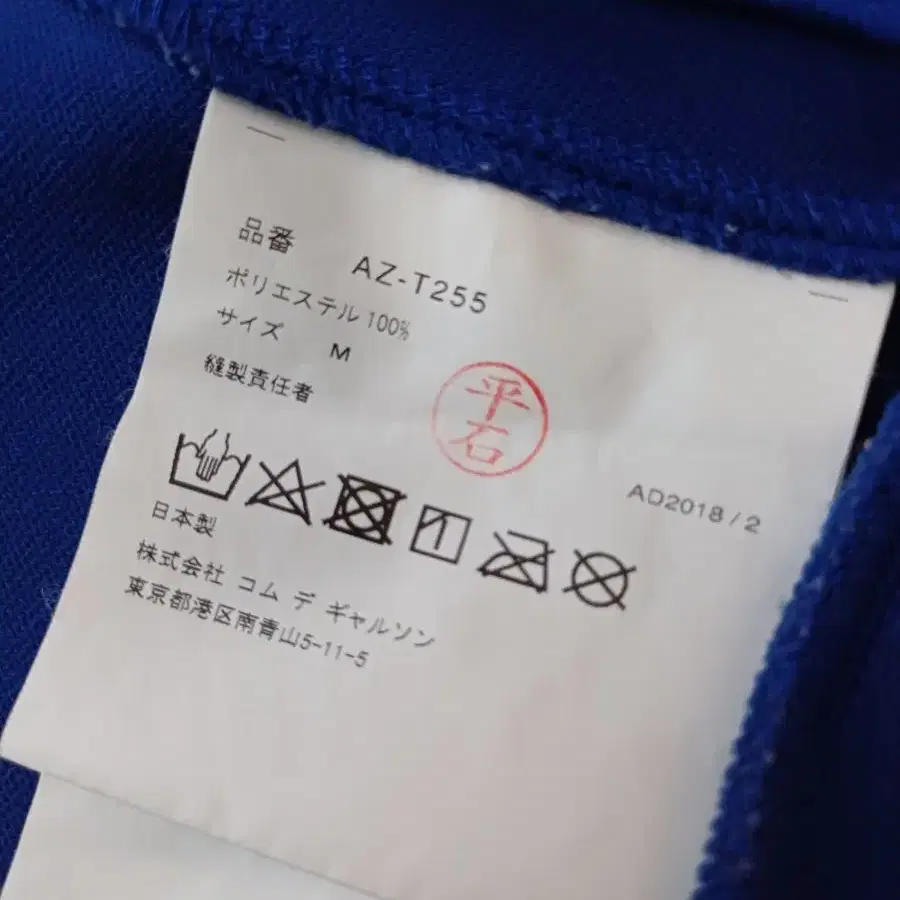 品番 AZ-T255
ポリエステル 100%
サイズ M
縫製責任者
平石
AD2018/2
日本製
株式会社 コム デ ギャルソン
東京都港区南青山5-11-5